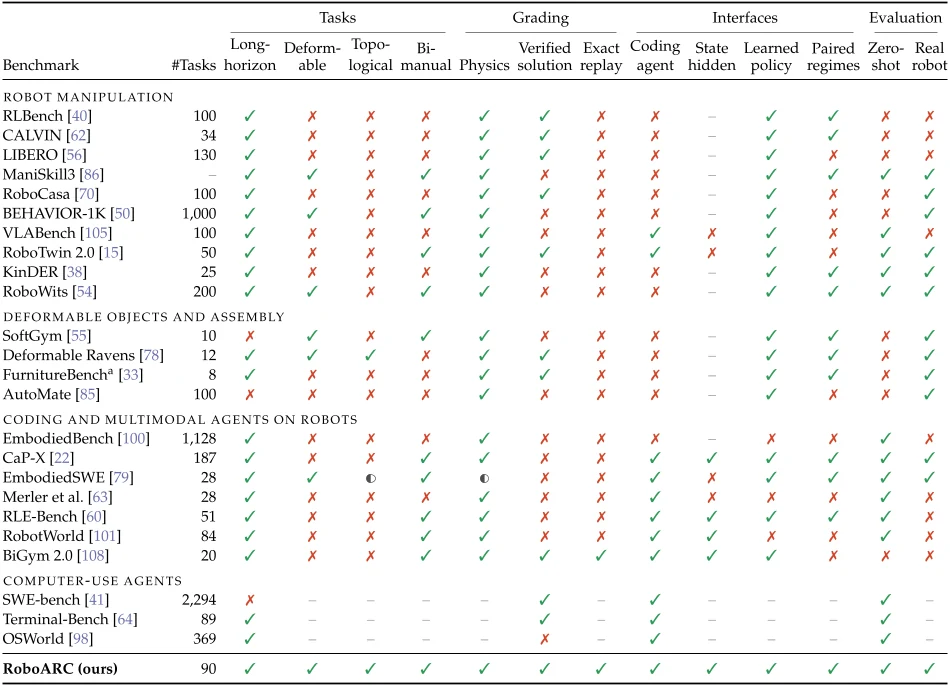 Tasks Grading Interfaces Evaluation
Long- Deform- Topo- Bi- Verified Exact Coding State Learned Paired Zero- Real
Benchmark #Tasks horizon able logical manual Physics solution replay agent hidden policy regimes shot robot
ROBOT MANIPULATION
RLBench [40] 100 ✓ ✗ ✗ ✗ ✓ ✓ ✗ ✗ – ✓ ✓ ✗ ✗
CALVIN [62] 34 ✓ ✗ ✗ ✗ ✓ ✓ ✗ ✗ – ✓ ✓ ✗ ✗
LIBERO [56] 130 ✓ ✗ ✗ ✗ ✓ ✓ ✗ ✗ – ✓ ✗ ✗ ✗
ManiSkill3 [86] – ✓ ✓ ✗ ✓ ✓ ✗ ✗ ✗ – ✓ ✓ ✓ ✓
RoboCasa [70] 100 ✓ ✗ ✗ ✗ ✓ ✓ ✗ ✗ – ✓ ✗ ✗ ✓
BEHAVIOR-1K [50] 1,000 ✓ ✓ ✗ ✓ ✓ ✗ ✗ ✗ – ✓ ✗ ✗ ✓
VLABench [105] 100 ✓ ✗ ✗ ✗ ✓ ✗ ✗ ✓ ✗ ✓ ✗ ✓ ✗
RoboTwin 2.0 [15] 50 ✓ ✗ ✗ ✓ ✓ ✓ ✗ ✓ ✗ ✓ ✗ ✓ ✓
KinDER [38] 25 ✓ ✗ ✗ ✗ ✓ ✗ ✗ ✗ – ✓ ✓ ✓ ✓
RoboWits [54] 200 ✓ ✓ ✗ ✓ ✓ ✗ ✗ ✗ – ✓ ✓ ✓ ✓
DEFORMABLE OBJECTS AND ASSEMBLY
SoftGym [55] 10 ✗ ✓ ✗ ✓ ✓ ✗ ✗ ✗ – ✓ ✓ ✗ ✓
Deformable Ravens [78] 12 ✓ ✓ ✓ ✗ ✓ ✓ ✗ ✗ – ✓ ✓ ✗ ✓
FurnitureBenchᵃ [33] 8 ✓ ✗ ✗ ✗ ✓ ✓ ✗ ✗ – ✓ ✓ ✗ ✓
AutoMate [85] 100 ✗ ✗ ✗ ✗ ✓ ✗ ✗ ✗ – ✓ ✗ ✗ ✓
CODING AND MULTIMODAL AGENTS ON ROBOTS
EmbodiedBench [100] 1,128 ✓ ✗ ✗ ✗ ✓ ✗ ✗ ✗ – ✗ ✗ ✓ ✗
CaP-X [22] 187 ✓ ✗ ✗ ✓ ✓ ✗ ✗ ✓ ✓ ✓ ✓ ✓ ✓
EmbodiedSWE [79] 28 ✓ ✓ ◐ ✓ ◐ ✗ ✗ ✓ ✗ ✓ ✓ ✓ ✓
Merler et al. [63] 28 ✓ ✗ ✗ ✗ ✓ ✗ ✗ ✓ ✗ ✗ ✗ ✓ ✗
RLE-Bench [60] 51 ✓ ✗ ✗ ✓ ✓ ✗ ✗ ✓ ✓ ✓ ✓ ✓ ✗
RobotWorld [101] 84 ✓ ✗ ✗ ✓ ✓ ✗ ✗ ✓ ✓ ✗ ✗ ✓ ✗
BiGym 2.0 [108] 20 ✓ ✗ ✗ ✓ ✓ ✓ ✓ ✓ ✓ ✓ ✗ ✗ ✗
COMPUTER-USE AGENTS
SWE-bench [41] 2,294 ✗ – – – – ✓ – ✓ – – – ✓ –
Terminal-Bench [64] 89 ✓ – – – – ✓ – ✓ – – – ✓ –
OSWorld [98] 369 ✓ – – – – ✗ – ✓ – – – ✓ –
RoboARC (ours) 90 ✓ ✓ ✓ ✓ ✓ ✓ ✓ ✓ ✓ ✓ ✓ ✓ ✓